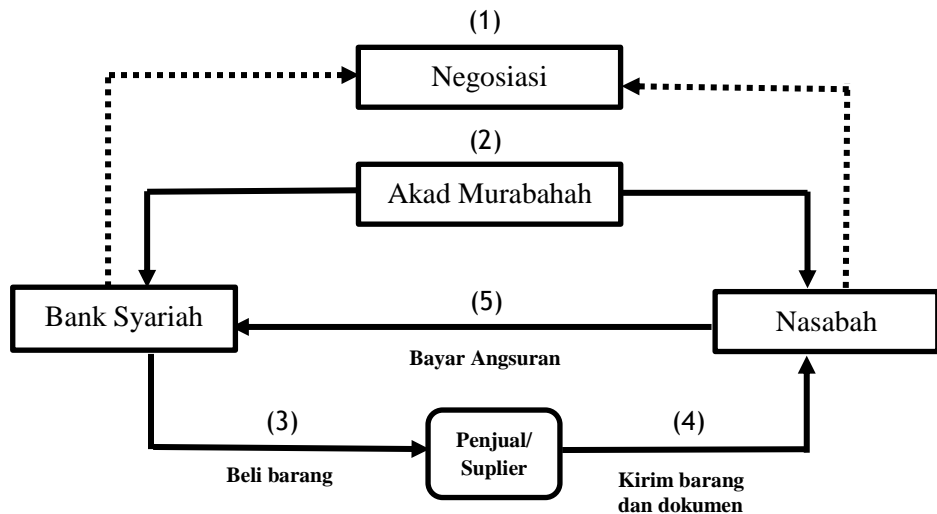 (1)
Negosiasi
(2)
Akad Murabahah
Bank Syariah
(5)
Nasabah
Bayar Angsuran
(3)
Penjual/
Suplier
(4)
Beli barang
Kirim barang
dan dokumen